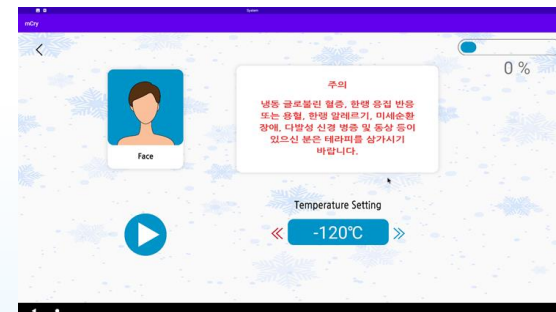 System
mCry
0 %
Face
주의
냉동 글로불린 혈증, 한랭 응집 반응
또는 용혈, 한랭 알레르기, 미세순환
장애, 다발성 신경 병증 및 동상 등이
있으신 분은 테라피를 삼가시기
바랍니다.
Temperature Setting
-120℃